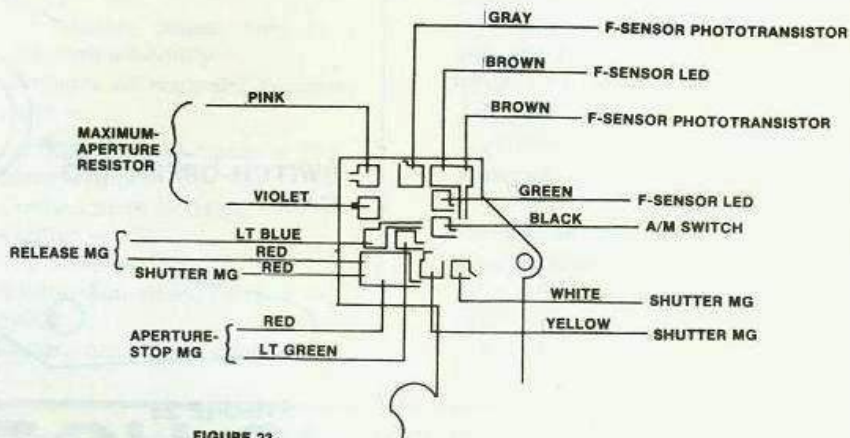 GRAY
F-SENSOR PHOTOTRANSISTOR
BROWN
F-SENSOR LED
PINK
BROWN
F-SENSOR PHOTOTRANSISTOR
MAXIMUM-
APERTURE
RESISTOR
VIOLET
GREEN
F-SENSOR LED
BLACK
A/M SWITCH
LT BLUE
RELEASE MG
RED
SHUTTER MG
RED
WHITE
SHUTTER MG
RED
YELLOW
SHUTTER MG
APERTURE-
STOP MG
LT GREEN
FIGURE 23